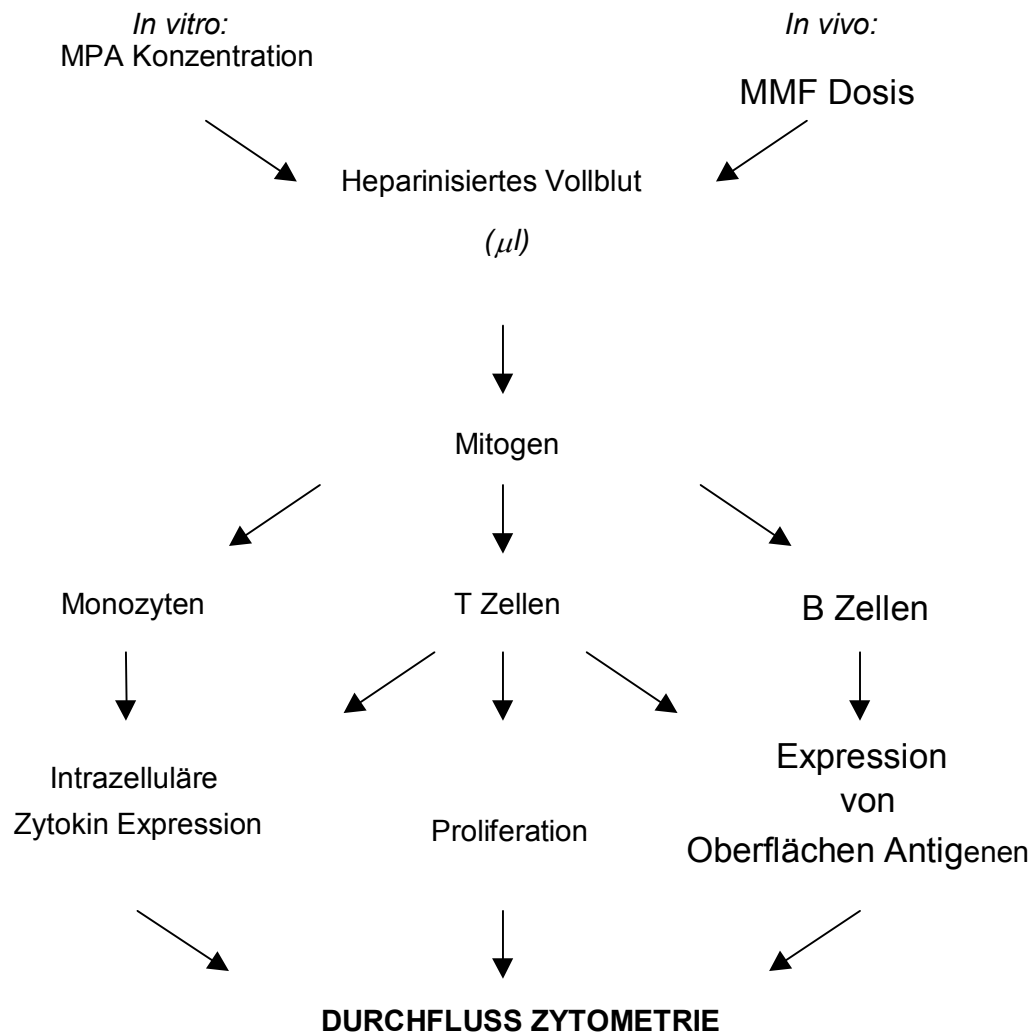 In vitro:
MPA Konzentration
In vivo:
MMF Dosis
Heparinisiertes Vollblut
(μl)
Mitogen
Monozyten
T Zellen
B Zellen
Intrazelluläre
Zytokin Expression
Proliferation
Expression
von
Oberflächen Antigenen
DURCHFLUSS ZYTOMETRIE